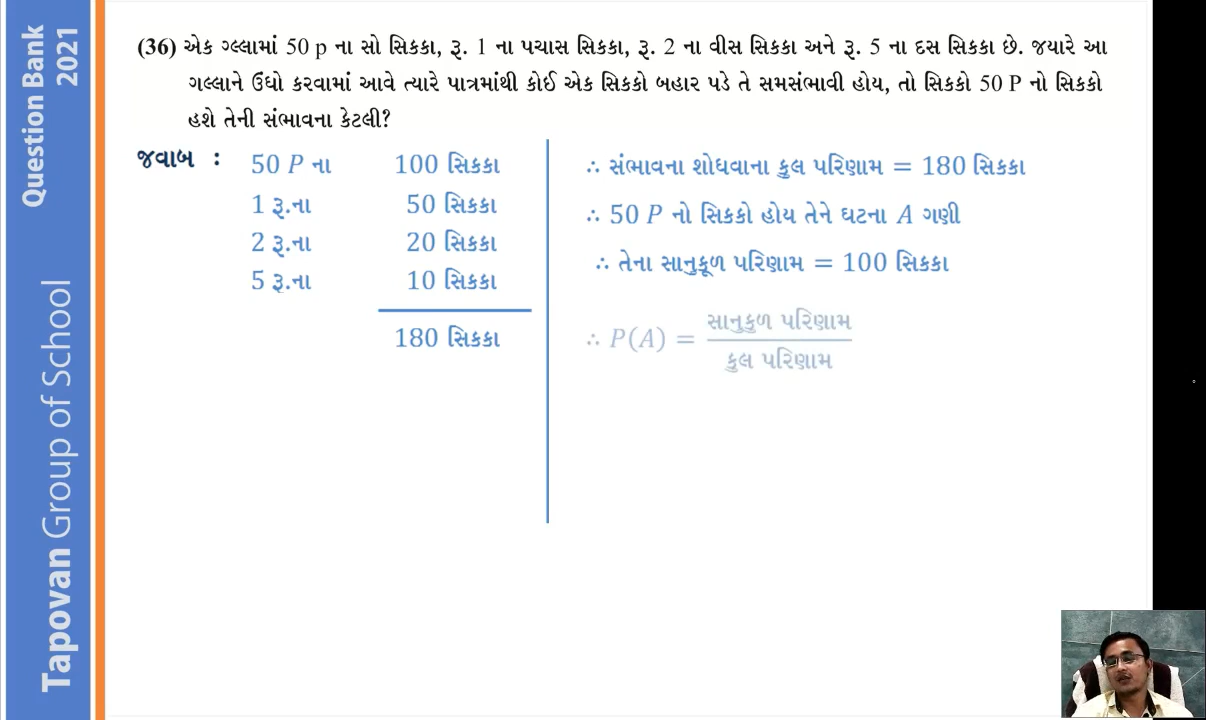 Question Bank
2021
Tapovan Group of School
(36) એક ગલ્લામાં 50 p ના સો સિક્કા, રૂ. 1 ના પચાસ સિક્કા, રૂ. 2 ના વીસ સિક્કા અને રૂ. 5 ના દસ સિક્કા છે. જયારે આ
ગલ્લાને ઉંધો કરવામાં આવે ત્યારે પાત્રમાંથી કોઈ એક સિક્કો બહાર પડે તે સમસંભાવી હોય, તો સિક્કો 50 P નો સિક્કો
હશે તેની સંભાવના કેટલી?
જવાબ :
50 P ના 100 સિક્કા
1 રૂ.ના 50 સિક્કા
2 રૂ.ના 20 સિક્કા
5 રૂ.ના 10 સિક્કા
180 સિક્કા
∴ સંભાવના શોધવાના કુલ પરિણામ = 180 સિક્કા
∴ 50 P નો સિક્કો હોય તેને ઘટના A ગણી
∴ તેના સાનુકૂળ પરિણામ = 100 સિક્કા
∴ P(A) = સાનુકુળ પરિણામ
કુલ પરિણામ